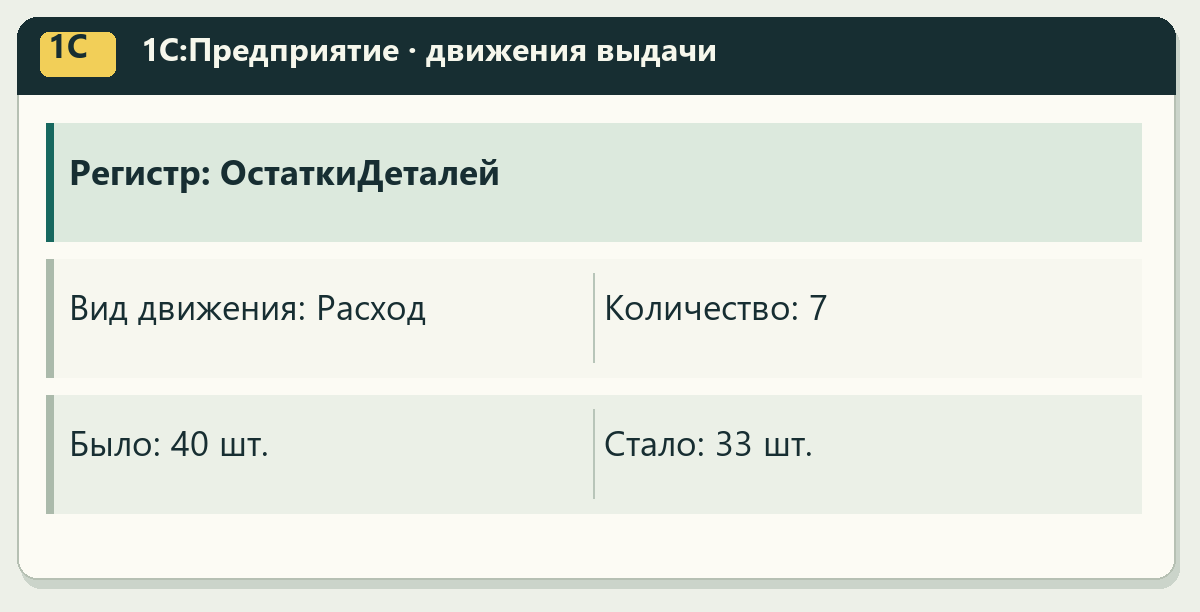 1С
1С:Предприятие · движения выдачи
Регистр: ОстаткиДеталей
Вид движения: Расход
Количество: 7
Было: 40 шт.
Стало: 33 шт.